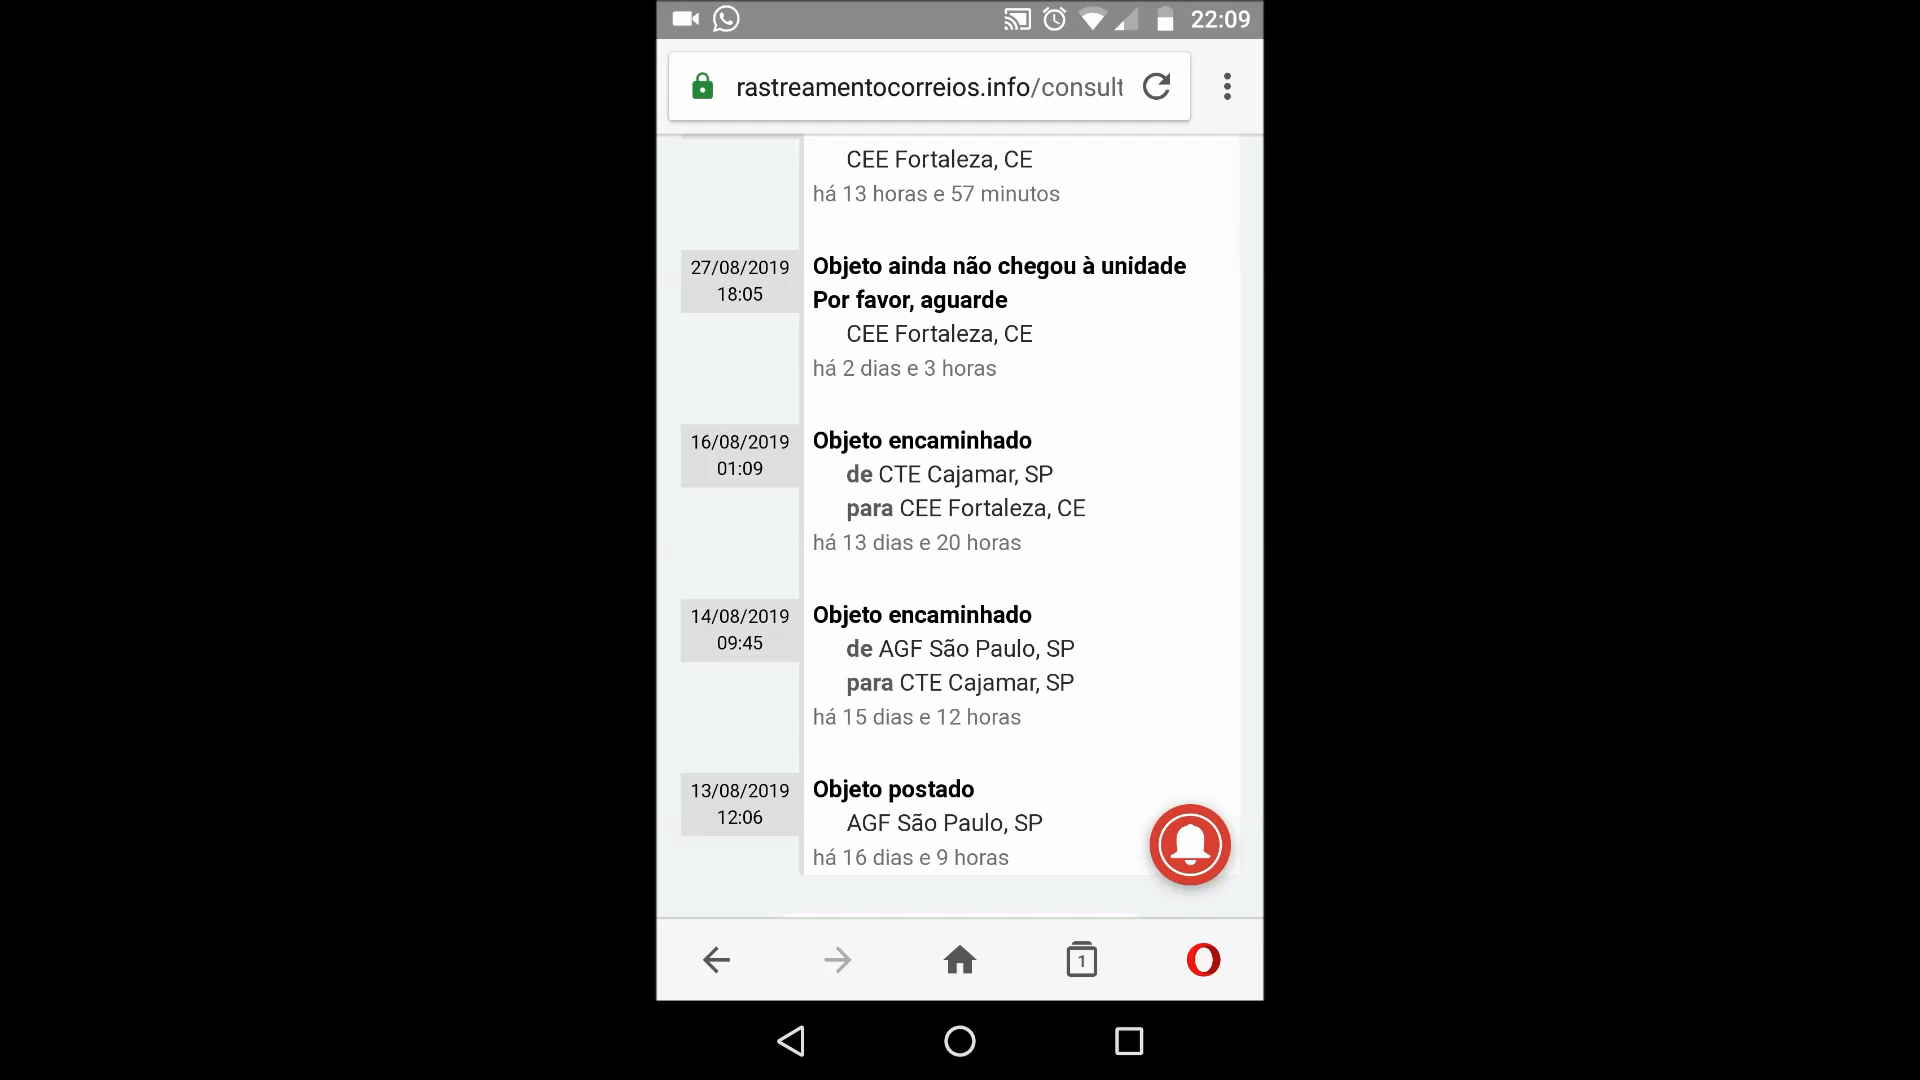 22:09
rastreamentocorreios.info/consult
CEE Fortaleza, CE
há 13 horas e 57 minutos
27/08/2019
18:05
Objeto ainda não chegou à unidade
Por favor, aguarde
CEE Fortaleza, CE
há 2 dias e 3 horas
16/08/2019
01:09
Objeto encaminhado
de CTE Cajamar, SP
para CEE Fortaleza, CE
há 13 dias e 20 horas
14/08/2019
09:45
Objeto encaminhado
de AGF São Paulo, SP
para CTE Cajamar, SP
há 15 dias e 12 horas
13/08/2019
12:06
Objeto postado
AGF São Paulo, SP
há 16 dias e 9 horas
1